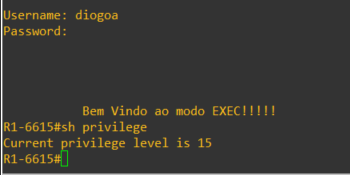 Username: diogoa
Password:
Bem Vindo ao modo EXEC!!!!!
R1-6615#sh privilege
Current privilege level is 15
R1-6615#